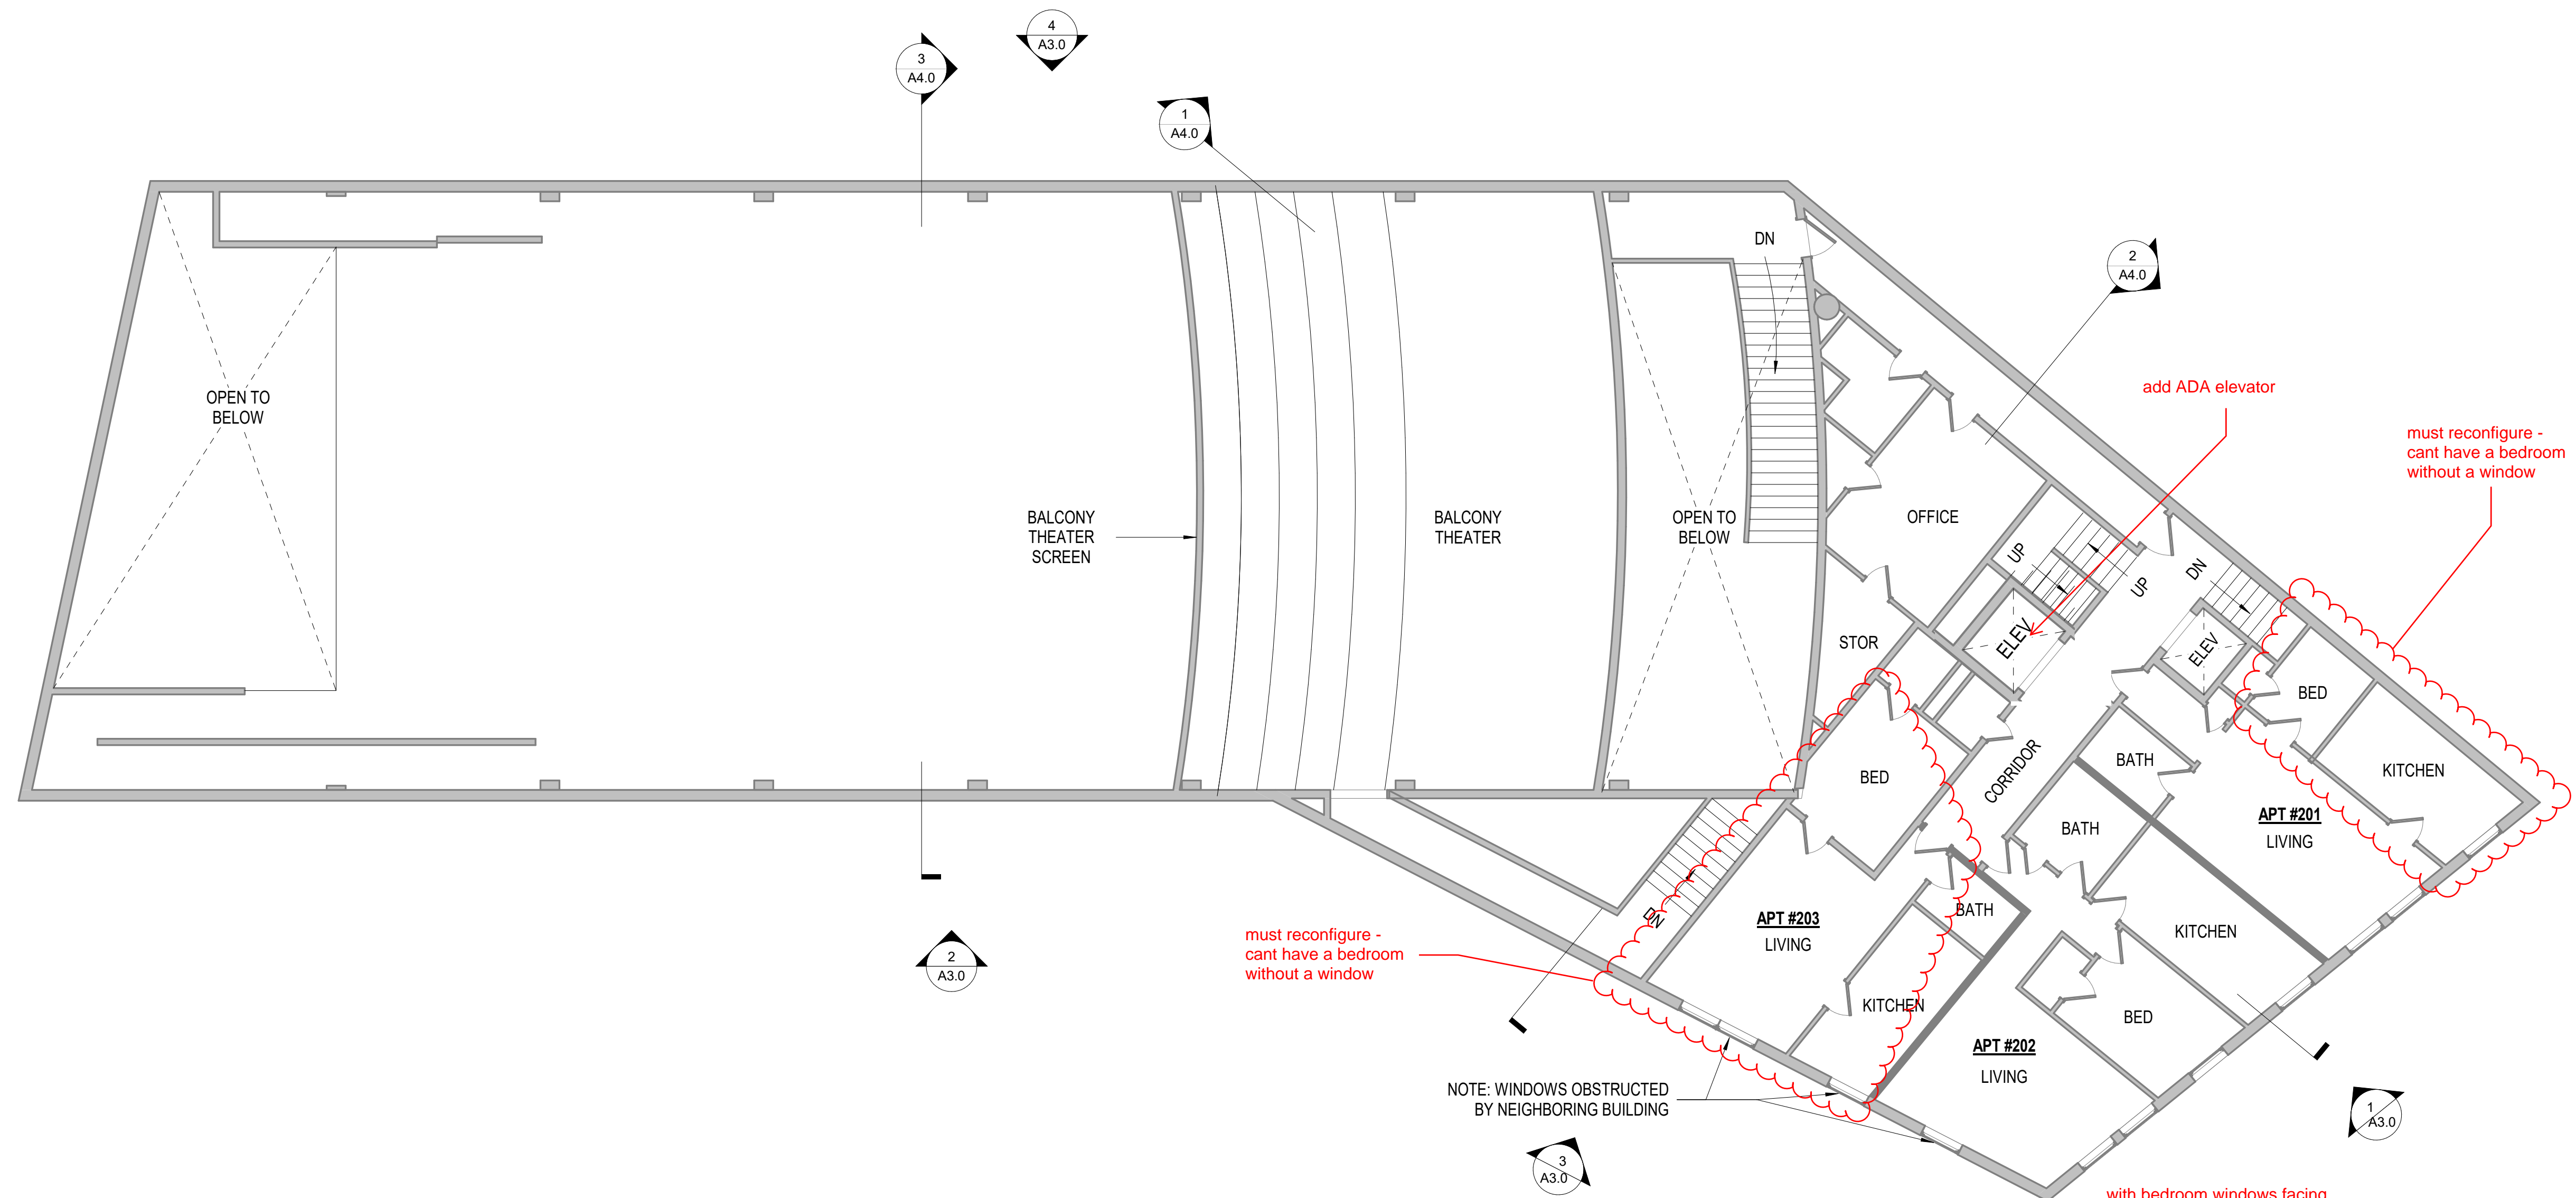 4
A3.0
3
A4.0
1
A4.0
DN
2
A4.0
add ADA elevator
must reconfigure -
cant have a bedroom
without a window
OPEN TO
BELOW
BALCONY
THEATER
SCREEN
BALCONY
THEATER
OPEN TO
BELOW
OFFICE
UP
UP
DN
STOR
ELEV
ELEV
BED
BED
CORRIDOR
BATH
KITCHEN
APT #201
LIVING
BATH
DN
APT #203
LIVING
BATH
KITCHEN
must reconfigure -
cant have a bedroom
without a window
2
A3.0
KITCHEN
BED
APT #202
LIVING
NOTE: WINDOWS OBSTRUCTED
BY NEIGHBORING BUILDING
1
A3.0
3
A3.0
with bedroom windows facing